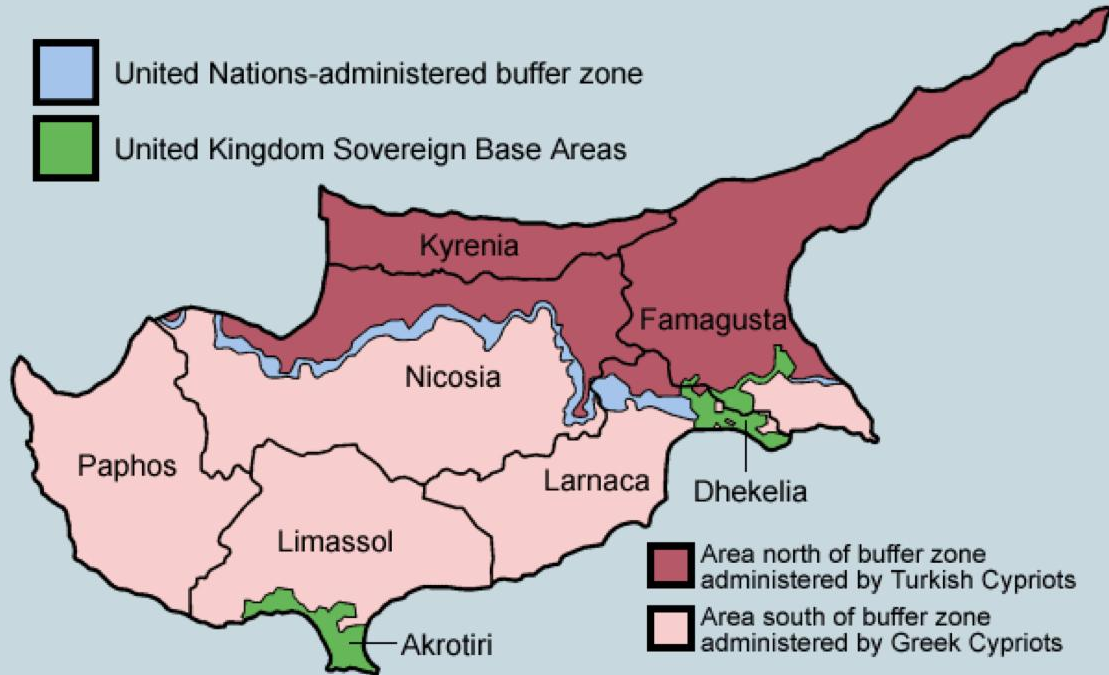 United Nations-administered buffer zone
United Kingdom Sovereign Base Areas
Kyrenia
Famagusta
Nicosia
Paphos
Larnaca
Dhekelia
Limassol
Area north of buffer zone
administered by Turkish Cypriots
Area south of buffer zone
administered by Greek Cypriots
Akrotiri